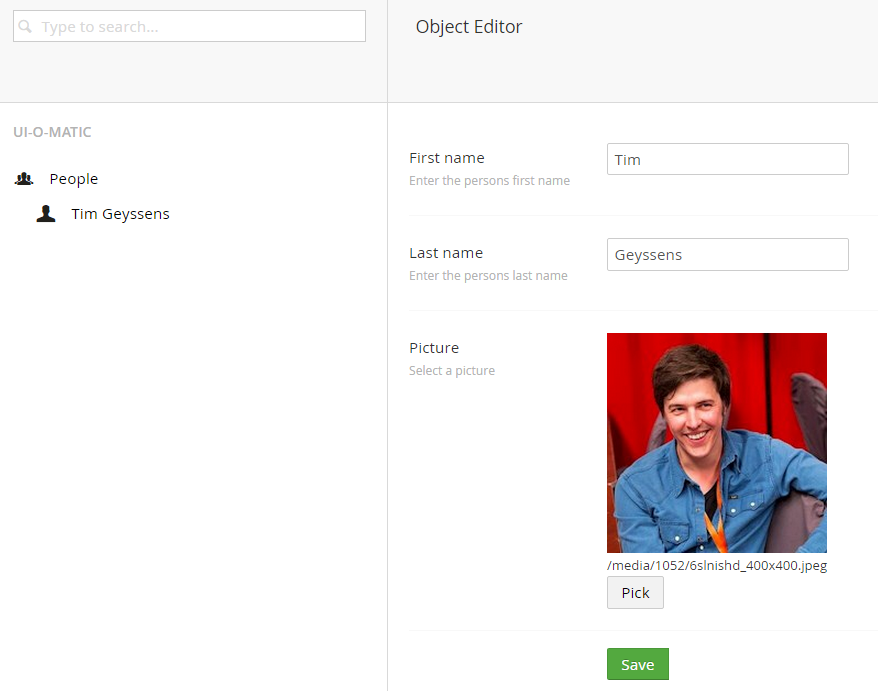 Type to search...
Object Editor
UI-O-MATIC
People
Tim Geyssens
First name
Enter the persons first name
Tim
Last name
Enter the persons last name
Geyssens
Picture
Select a picture
/media/1052/6slnishd_400x400.jpeg
Pick
Save